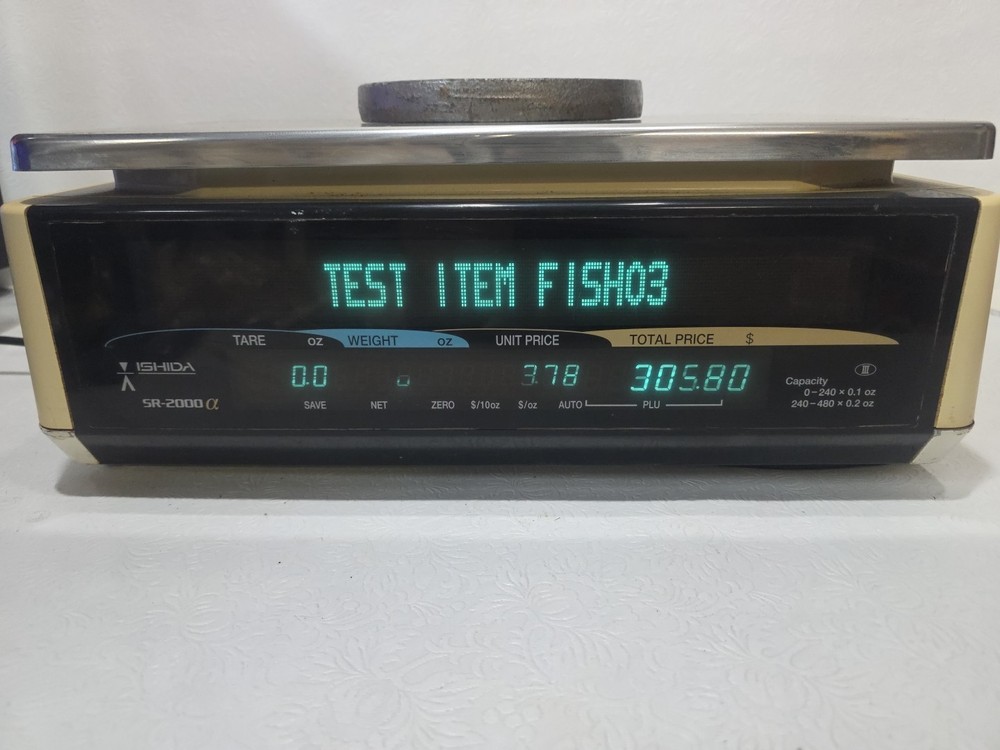 TEST ITEM FISH03
TARE oz WEIGHT oz UNIT PRICE TOTAL PRICE $
ISHIDA 0.0 3.78 305.80 III
SR-2000α
Capacity
0-240 x 0.1 oz
240-480 x 0.2 oz
SAVE NET ZERO $/10oz $/oz AUTO PLU